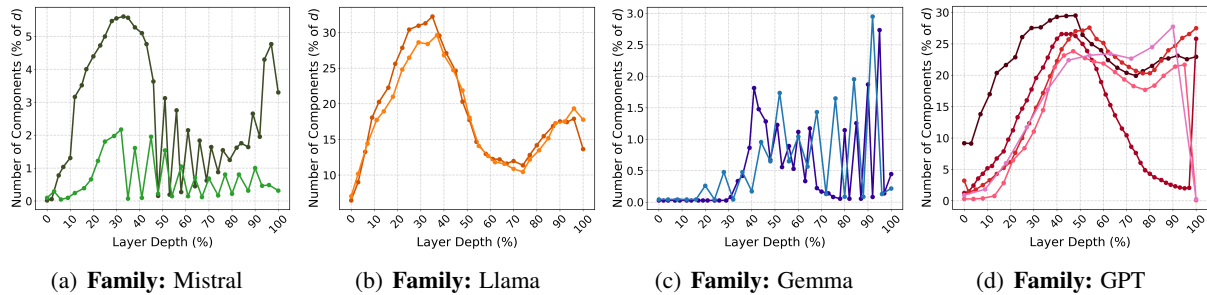 Number of Components (% of d)
5
4
3
2
1
0
0 10 20 30 40 50 60 70 80 90 100
Layer Depth (%)
(a) Family: Mistral
Number of Components (% of d)
30
25
20
15
10
0 10 20 30 40 50 60 70 80 90 100
Layer Depth (%)
(b) Family: Llama
Number of Components (% of d)
3.0
2.5
2.0
1.5
1.0
0.5
0.0
0 10 20 30 40 50 60 70 80 90 100
Layer Depth (%)
(c) Family: Gemma
Number of Components (% of d)
30
25
20
15
10
5
0
0 10 20 30 40 50 60 70 80 90 100
Layer Depth (%)
(d) Family: GPT